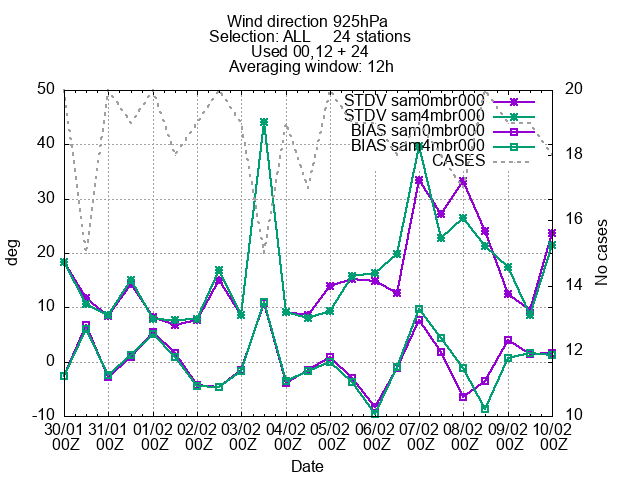 Wind direction 925hPa
Selection: ALL 24 stations
Used 00,12 + 24
Averaging window: 12h
STDV sam0mbr000
STDV sam4mbr000
BIAS sam0mbr000
BIAS sam4mbr000
CASES
50
40
30
20
10
0
-10
deg
20
18
16
14
12
10
No cases
30/01 31/01 01/02 02/02 03/02 04/02 05/02 06/02 07/02 08/02 09/02 10/02
00Z 00Z 00Z 00Z 00Z 00Z 00Z 00Z 00Z 00Z 00Z 00Z
Date